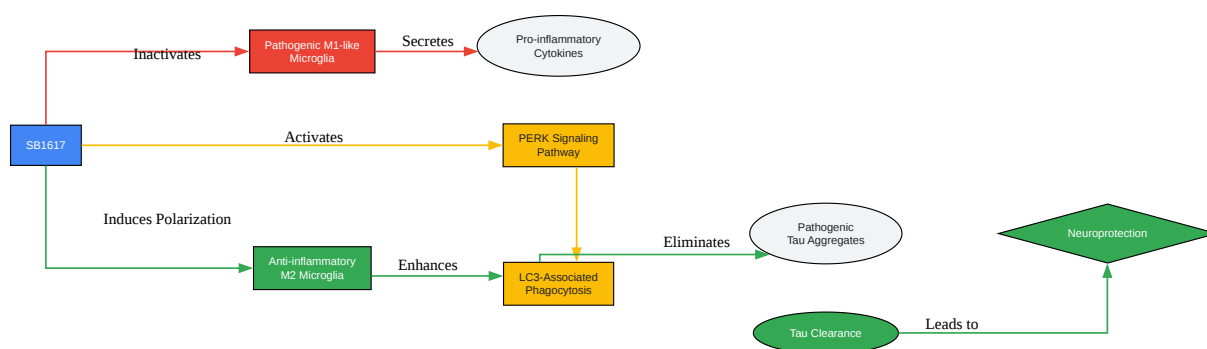 Pathogenic M1-like
Microglia
Secretes
Pro-inflammatory
Cytokines
Inactivates
SB1617
Activates
PERK Signaling
Pathway
Induces Polarization
Anti-inflammatory
M2 Microglia
Enhances
LC3-Associated
Phagocytosis
Eliminates
Pathogenic
Tau Aggregates
Neuroprotection
Tau Clearance
Leads to